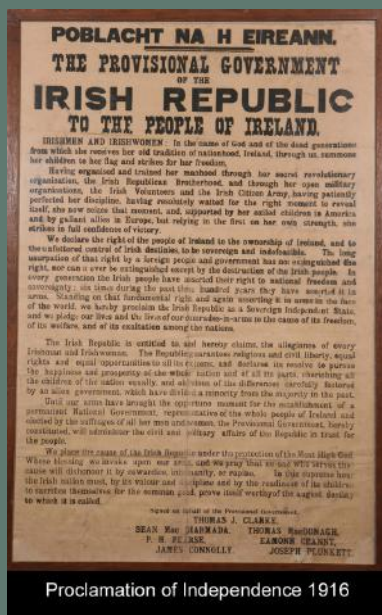 POBLACHT NA H EIREANN.
THE PROVISIONAL GOVERNMENT
OF THE
IRISH REPUBLIC
TO THE PEOPLE OF IRELAND.
IRISHMEN AND IRISHWOMEN: In the name of God and of the dead generations
from which she receives her old tradition of nationhood, Ireland, through us, summons
her children to her flag and strikes for her freedom.
Having organised and trained her manhood through her secret revolutionary
organisation, the Irish Republican Brotherhood, and through her open military
organisations, the Irish Volunteers and the Irish Citizen Army, having patiently
perfected her discipline, having resolutely waited for the right moment to reveal
itself, she now seizes that moment, and, supported by her exiled children in America
and by gallant allies in Europe, but relying in the first on her own strength, she
strikes in full confidence of victory.
We declare the right of the people of Ireland to the ownership of Ireland, and to
the unfettered control of Irish destinies, to be sovereign and indefeasible. The long
usurpation of that right by a foreign people and government has not extinguished the
right, nor can it ever be extinguished except by the destruction of the Irish people. In
every generation the Irish people have asserted their right to national freedom and
sovereignty; six times during the past three hundred years they have asserted it in
arms. Standing on that fundamental right and again asserting it in arms in the face
of the world, we hereby proclaim the Irish Republic as a Sovereign Independent State,
and we pledge our lives and the lives of our comrades-in-arms to the cause of its freedom,
of its welfare, and of its exaltation among the nations.
The Irish Republic is entitled to, and hereby claims, the allegiance of every
Irishman and Irishwoman. The Republic guarantees religious and civil liberty, equal
rights and equal opportunities to all its citizens, and declares its resolve to pursue
the happiness and prosperity of the whole nation and of all its parts, cherishing all
the children of the nation equally, and oblivious of the differences carefully fostered
by an alien government, which have divided a minority from the majority in the past.
Until our arms have brought the opportune moment for the establishment of a
permanent National Government, representative of the whole people of Ireland and
elected by the suffrages of all her men and women, the Provisional Government, hereby
constituted, will administer the civil and military affairs of the Republic in trust for
the people.
We place the cause of the Irish Republic under the protection of the Most High God,
Whose blessing we invoke upon our arms, and we pray that no one who serves that
cause will dishonour it by cowardice, inhumanity, or rapine. In this supreme hour
the Irish nation must, by its valour and discipline and by the readiness of its children
to sacrifice themselves for the common good, prove itself worthy of the august destiny
to which it is called.
Signed on Behalf of the Provisional Government,
THOMAS J. CLARKE,
SEAN Mac DIARMADA, THOMAS MacDONAGH,
P. H. PEARSE, EAMONN CEANNT,
JAMES CONNOLLY, JOSEPH PLUNKETT.
Proclamation of Independence 1916